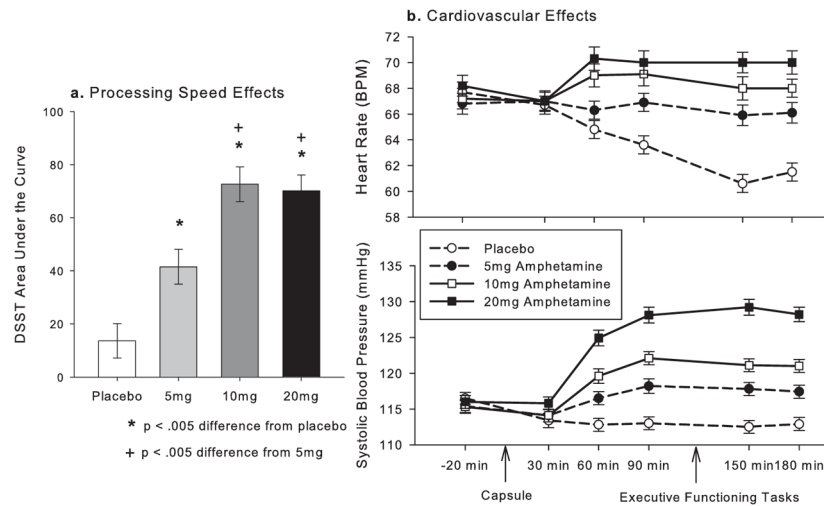 b. Cardiovascular Effects
72
70
68
66
64
62
60
58
Heart Rate (BPM)
a. Processing Speed Effects
100
80
60
40
20
0
DSST Area Under the Curve
+
*
+
*
*
Placebo
5mg
10mg
20mg
* p < .005 difference from placebo
+ p < .005 difference from 5mg
Placebo
5mg Amphetamine
10mg Amphetamine
20mg Amphetamine
135
130
125
120
115
110
Systolic Blood Pressure (mmHg)
-20 min
30 min
60 min
90 min
150 min
180 min
Capsule
Executive Functioning Tasks